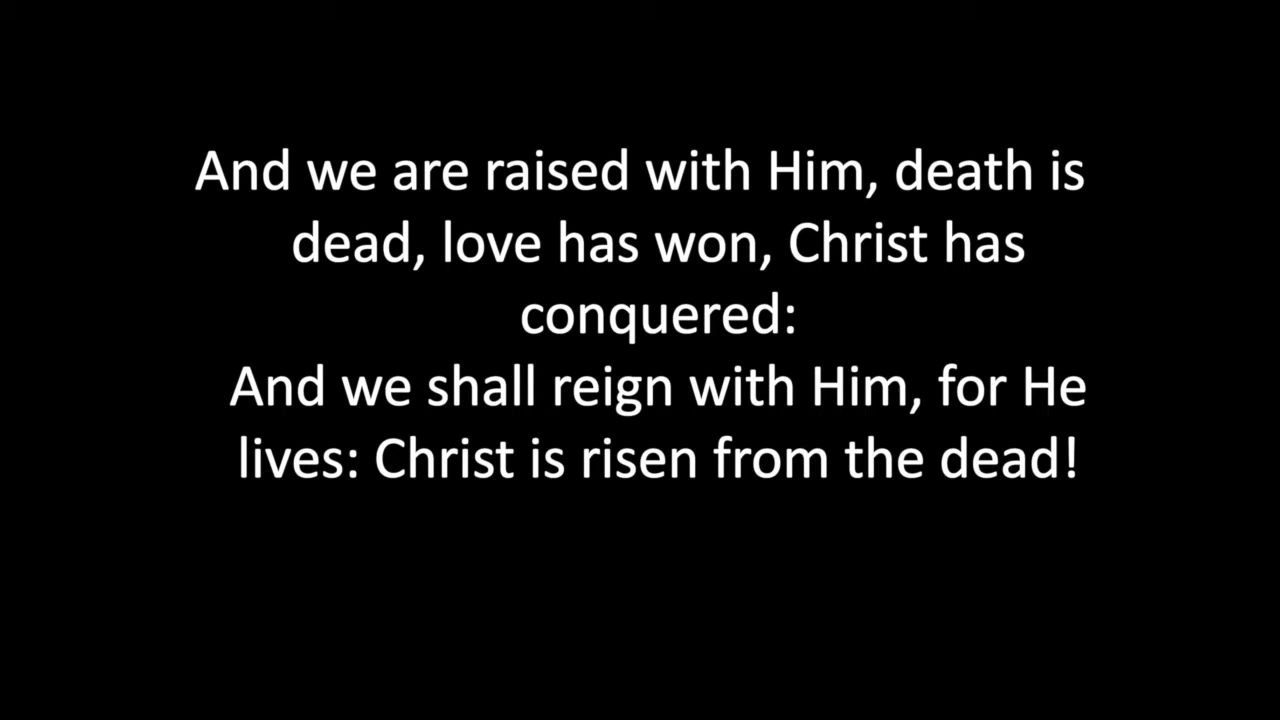 And we are raised with Him, death is
dead, love has won, Christ has
conquered:
And we shall reign with Him, for He
lives: Christ is risen from the dead!